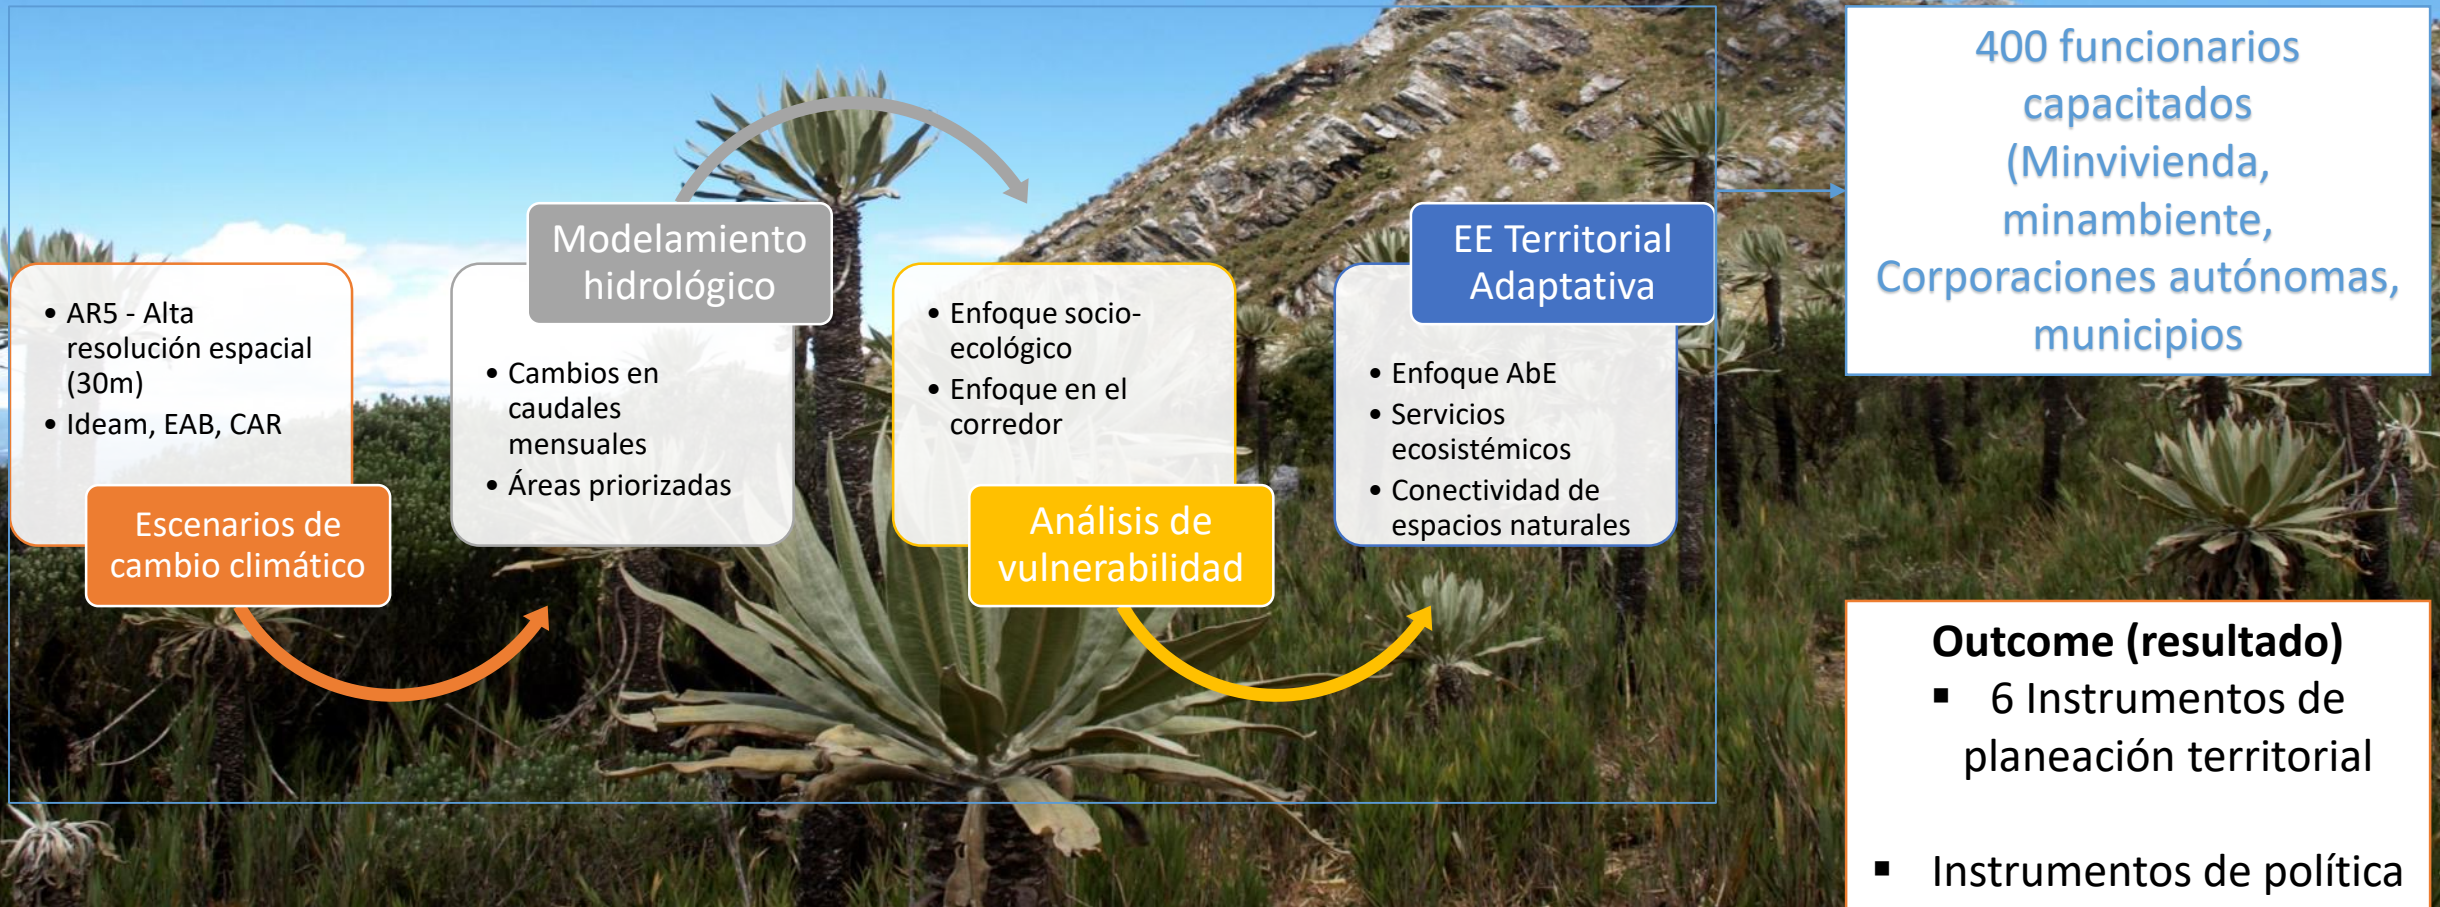 • AR5 - Alta
resolución espacial
(30m)
• Ideam, EAB, CAR
Escenarios de
cambio climático
Modelamiento
hidrológico
• Cambios en
caudales
mensuales
• Áreas priorizadas
• Enfoque socio-
ecológico
• Enfoque en el
corredor
Análisis de
vulnerabilidad
EE Territorial
Adaptativa
• Enfoque AbE
• Servicios
ecosistémicos
• Conectividad de
espacios naturales
400 funcionarios
capacitados
(Minvivienda,
minambiente,
Corporaciones autónomas,
municipios
Outcome (resultado)
▪ 6 Instrumentos de
planeación territorial
▪ Instrumentos de política